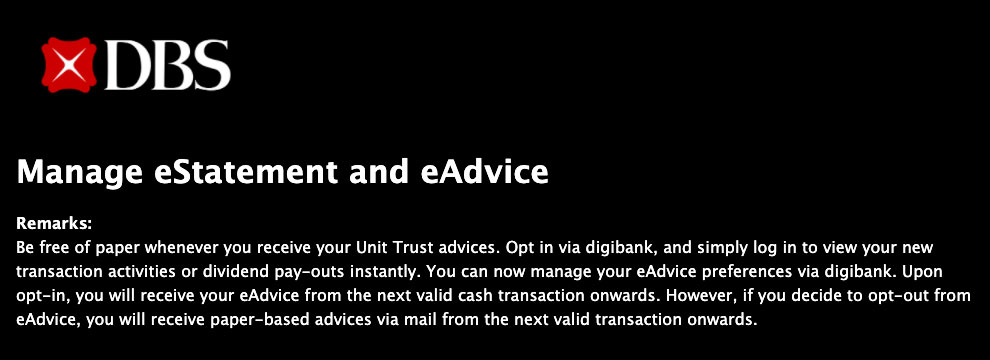 DBS
Manage eStatement and eAdvice
Remarks:
Be free of paper whenever you receive your Unit Trust advices. Opt in via digibank, and simply log in to view your new
transaction activities or dividend pay-outs instantly. You can now manage your eAdvice preferences via digibank. Upon
opt-in, you will receive your eAdvice from the next valid cash transaction onwards. However, if you decide to opt-out from
eAdvice, you will receive paper-based advices via mail from the next valid transaction onwards.